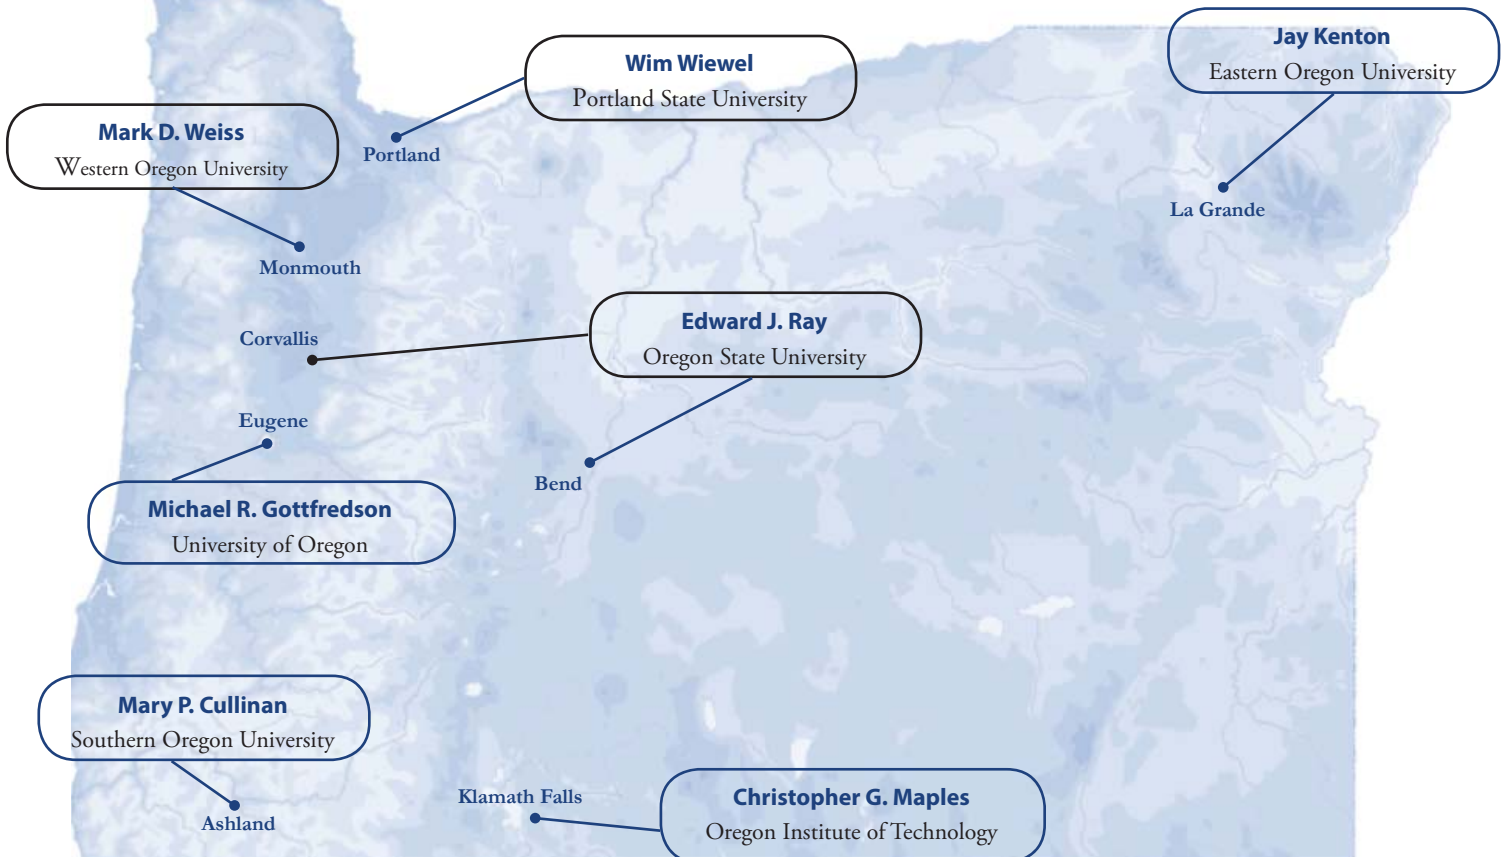 Jay Kenton
Eastern Oregon University
Wim Wiewel
Portland State University
Mark D. Weiss
Western Oregon University
Portland
La Grande
Monmouth
Edward J. Ray
Oregon State University
Corvallis
Eugene
Bend
Michael R. Gottfredson
University of Oregon
Mary P. Cullinan
Southern Oregon University
Klamath Falls
Christopher G. Maples
Oregon Institute of Technology
Ashland